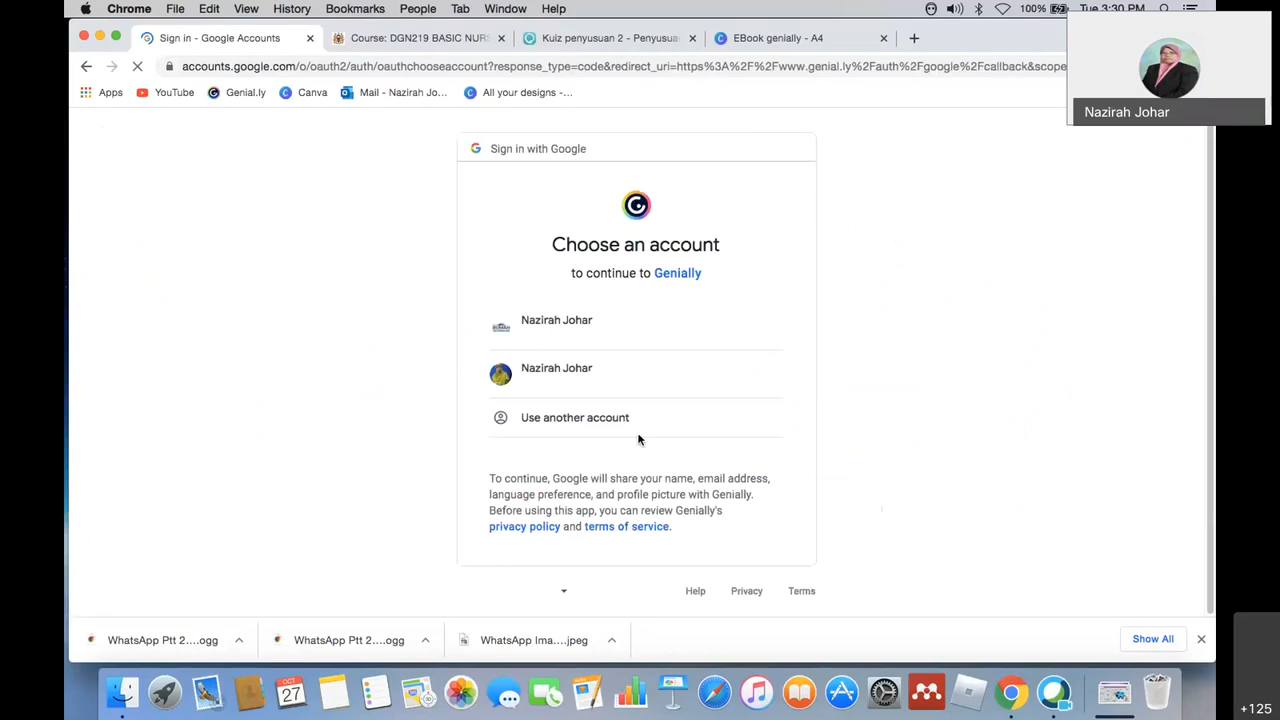 Chrome File Edit View History Bookmarks People Tab Window Help 100% Tue 3:30 PM
Sign in - Google Accounts Course: DGN219 BASIC NURS Kuiz penyusuan 2 - Penyusua EBook genially - A4
accounts.google.com/o/oauth2/auth/oauthchooseaccount?response_type=code&redirect_uri=https%3A%2F%2Fwww.genial.ly%2Fauth%2Fgoogle%2Fcallback&scope
Apps YouTube Genial.ly Canva Mail - Nazirah Jo... All your designs -...
Nazirah Johar
Sign in with Google
Choose an account
to continue to Genially
Nazirah Johar
Nazirah Johar
Use another account
To continue, Google will share your name, email address,
language preference, and profile picture with Genially.
Before using this app, you can review Genially's
privacy policy and terms of service.
Help Privacy Terms
WhatsApp Ptt 2....ogg WhatsApp Ptt 2....ogg WhatsApp Ima....jpeg Show All
OCT
27
+125